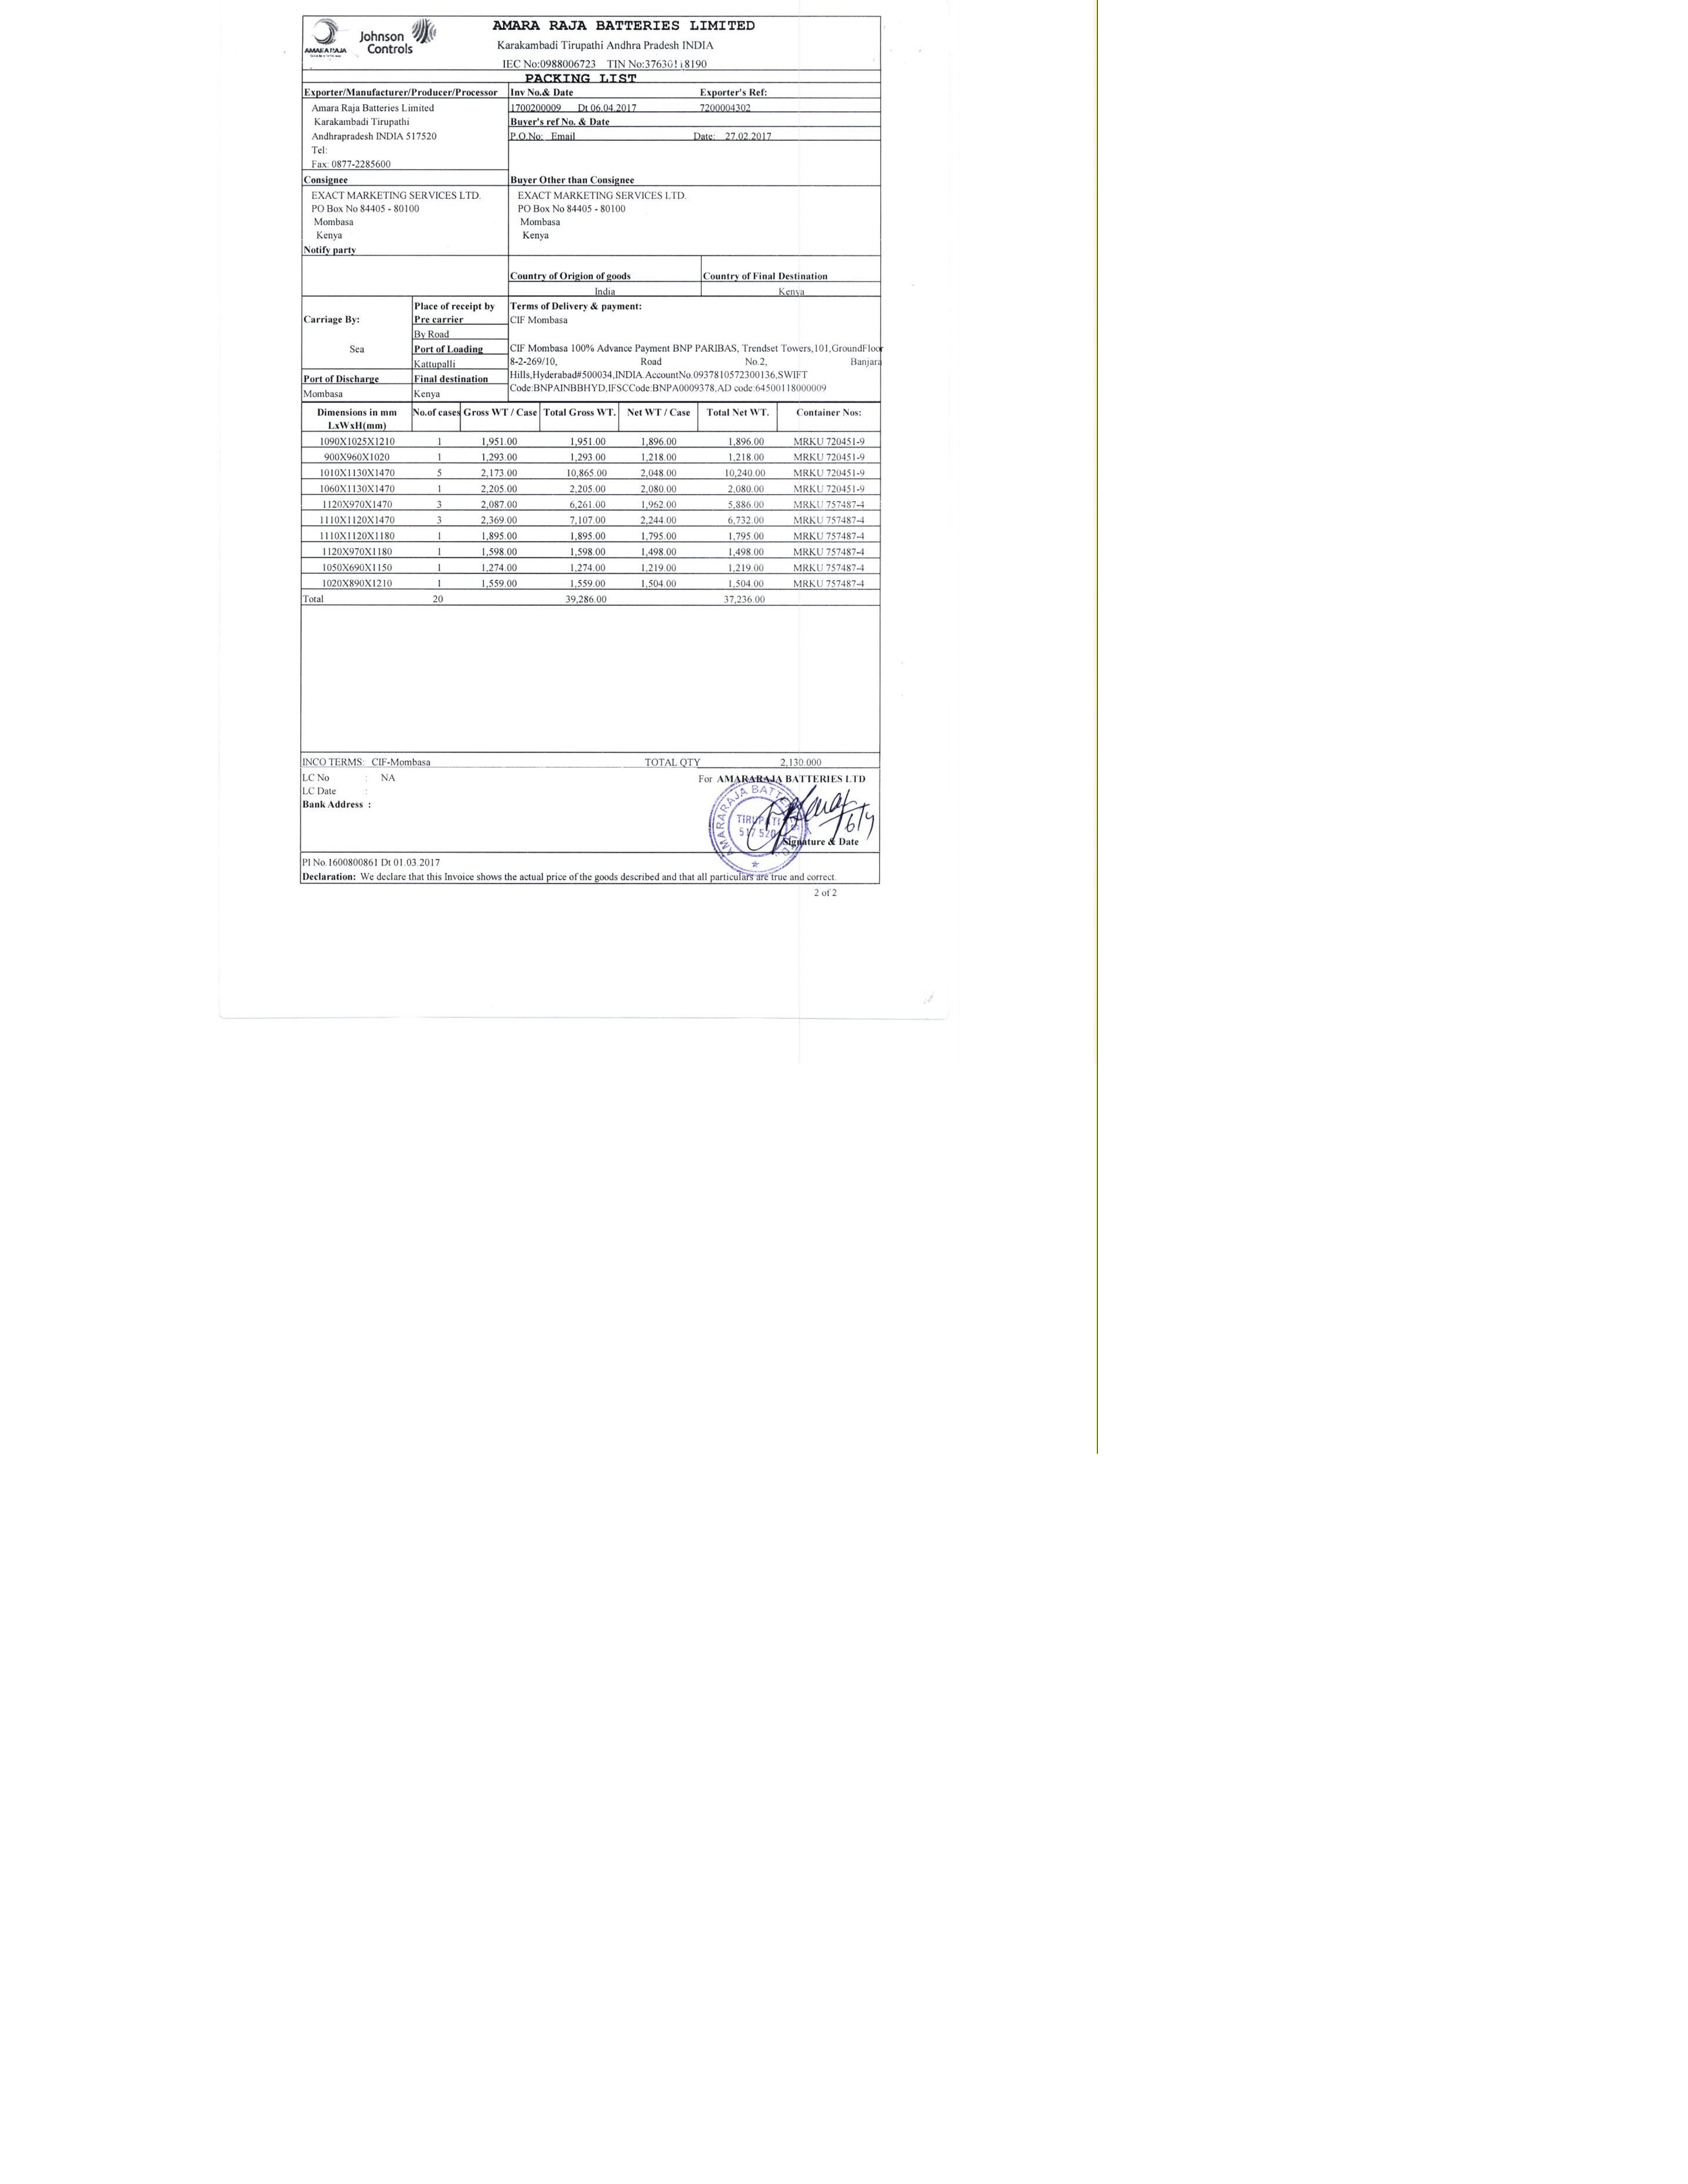 AMARA RAJA
Johnson
Controls
AMARA RAJA BATTERIES LIMITED
Karakambadi Tirupathi Andhra Pradesh INDIA
IEC No:0988006723 TIN No:37630118190
PACKING LIST
Exporter/Manufacturer/Producer/Processor Inv No.& Date Exporter's Ref:
Amara Raja Batteries Limited 1700200009 Dt 06.04.2017 7200004302
Karakambadi Tirupathi Buyer's ref No. & Date
Andhrapradesh INDIA 517520 P.O.No: Email Date: 27.02.2017
Tel:
Fax: 0877-2285600
Consignee Buyer Other than Consignee
EXACT MARKETING SERVICES LTD. EXACT MARKETING SERVICES LTD.
PO Box No 84405 - 80100 PO Box No 84405 - 80100
Mombasa Mombasa
Kenya Kenya
Notify party
Country of Origion of goods Country of Final Destination
India Kenya
Place of receipt by Terms of Delivery & payment:
Carriage By: Pre carrier CIF Mombasa
By Road
Sea Port of Loading CIF Mombasa 100% Advance Payment BNP PARIBAS, Trendset Towers,101,GroundFloor
Kattupalli 8-2-269/10, Road No.2, Banjara
Port of Discharge Final destination Hills,Hyderabad#500034,INDIA.AccountNo.0937810572300136,SWIFT
Mombasa Kenya Code:BNPAINBBHYD,IFSCCode:BNPA0009378,AD code:64500118000009
Dimensions in mm No.of cases Gross WT / Case Total Gross WT. Net WT / Case Total Net WT. Container Nos:
LxWxH(mm)
1090X1025X1210 1 1,951.00 1,951.00 1,896.00 1,896.00 MRKU 720451-9
900X960X1020 1 1,293.00 1,293.00 1,218.00 1,218.00 MRKU 720451-9
1010X1130X1470 5 2,173.00 10,865.00 2,048.00 10,240.00 MRKU 720451-9
1060X1130X1470 1 2,205.00 2,205.00 2,080.00 2,080.00 MRKU 720451-9
1120X970X1470 3 2,087.00 6,261.00 1,962.00 5,886.00 MRKU 757487-4
1110X1120X1470 3 2,369.00 7,107.00 2,244.00 6,732.00 MRKU 757487-4
1110X1120X1180 1 1,895.00 1,895.00 1,795.00 1,795.00 MRKU 757487-4
1120X970X1180 1 1,598.00 1,598.00 1,498.00 1,498.00 MRKU 757487-4
1050X690X1150 1 1,274.00 1,274.00 1,219.00 1,219.00 MRKU 757487-4
1020X890X1210 1 1,559.00 1,559.00 1,504.00 1,504.00 MRKU 757487-4
Total 20 39,286.00 37,236.00
INCO TERMS: CIF-Mombasa TOTAL QTY 2,130.000
LC No : NA For AMARARAJA BATTERIES LTD
LC Date :
Bank Address :
AMARARAJA BATTERIES
TIRUPATI
517 520
6/4
Signature & Date
PI No.1600800861 Dt 01.03.2017
Declaration: We declare that this Invoice shows the actual price of the goods described and that all particulars are true and correct.
2 of 2